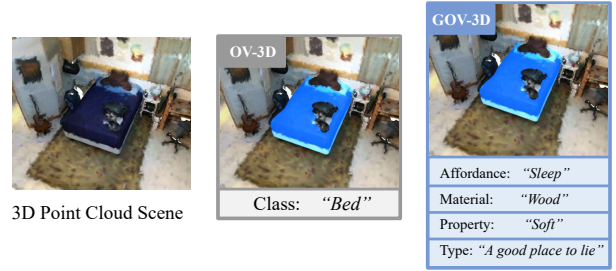 GOV-3D
OV-3D
3D Point Cloud Scene
Class: “Bed”
Affordance: “Sleep”
Material: “Wood”
Property: “Soft”
Type: “A good place to lie”